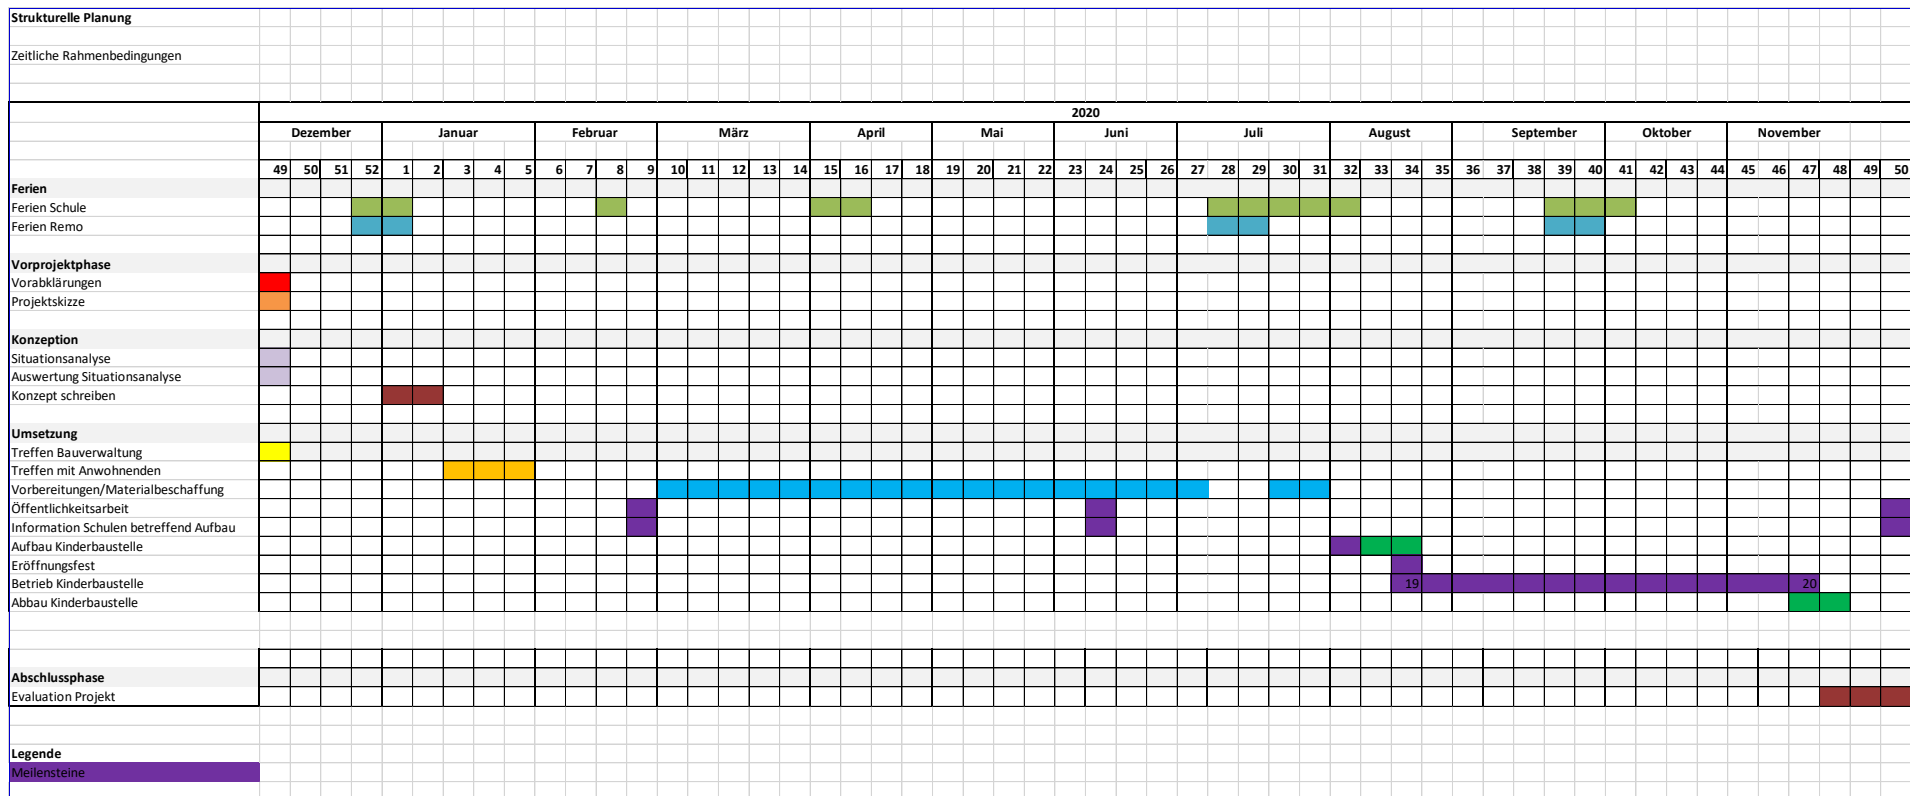 Strukturelle Planung
Zeitliche Rahmenbedingungen
2020
Dezember Januar Februar März April Mai Juni Juli August September Oktober November
49 50 51 52 1 2 3 4 5 6 7 8 9 10 11 12 13 14 15 16 17 18 19 20 21 22 23 24 25 26 27 28 29 30 31 32 33 34 35 36 37 38 39 40 41 42 43 44 45 46 47 48 49 50
Ferien
Ferien Schule
Ferien Remo
Vorprojektphase
Vorabklärungen
Projektskizze
Konzeption
Situationsanalyse
Auswertung Situationsanalyse
Konzept schreiben
Umsetzung
Treffen Bauverwaltung
Treffen mit Anwohnenden
Vorbereitungen/Materialbeschaffung
Öffentlichkeitsarbeit
Information Schulen betreffend Aufbau
Aufbau Kinderbaustelle
Eröffnungsfest
Betrieb Kinderbaustelle 19 20
Abbau Kinderbaustelle
Abschlussphase
Evaluation Projekt
Legende
Meilensteine